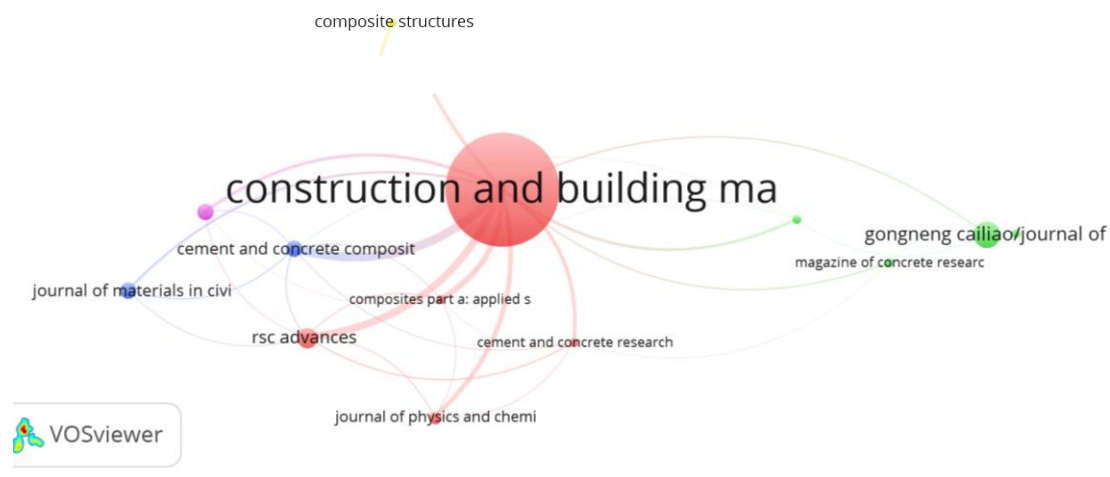 composite structures
construction and building ma
gongneng cailiao/journal of
cement and concrete composit
magazine of concrete researc
journal of materials in civi
composites part a: applied s
rsc advances
cement and concrete research
journal of physics and chemi
VOSviewer